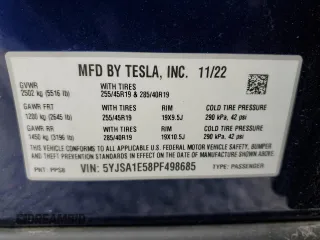 MFD BY TESLA, INC. 11/22
GVWR
2502 kg (5516 lb)
WITH TIRES
255/45R19 & 285/40R19
GAWR FRT
1200 kg (2645 lb)
WITH TIRES
255/45R19
RIM
19X9.5J
COLD TIRE PRESSURE
290 kPa, 42 psi
GAWR RR
1450 kg (3196 lb)
WITH TIRES
285/40R19
RIM
19X10.5J
COLD TIRE PRESSURE
290 kPa, 42 psi
THIS VEHICLE CONFORMS TO ALL APPLICABLE U.S. FEDERAL MOTOR VEHICLE
SAFETY, BUMPER, AND THEFT PREVENTION STANDARDS IN EFFECT ON THE DATE
OF MANUFACTURE SHOWN ABOVE.
PNT: PPSB
VIN: 5YJSA1E58PF498685
TYPE: PASSENGER